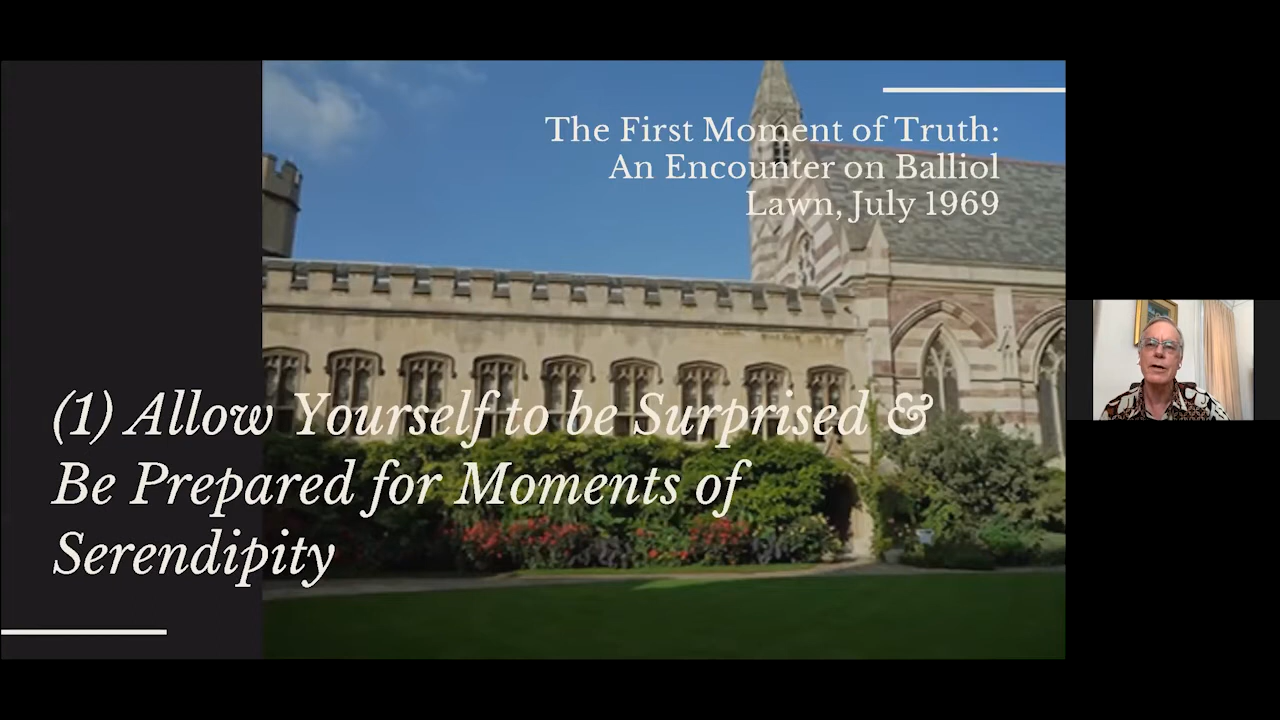 The First Moment of Truth:
An Encounter on Balliol
Lawn, July 1969
(1) Allow Yourself to be Surprised &
Be Prepared for Moments of
Serendipity